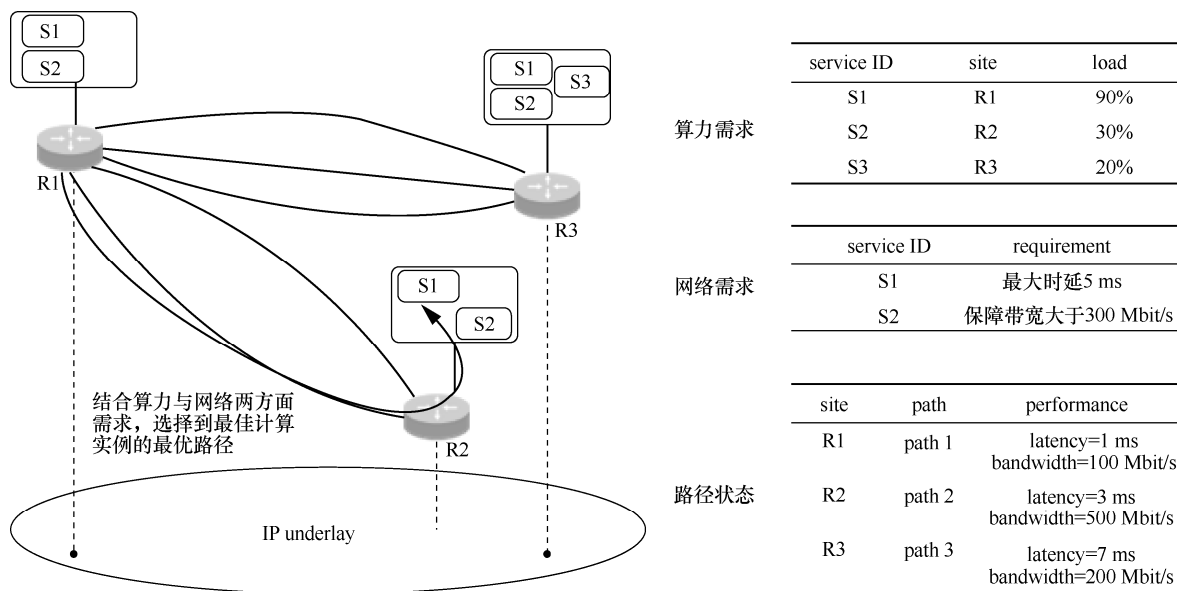 S1
S2
R1
S1
S3
S2
R3
S1
S2
R2
结合算力与网络两方面
需求，选择到最佳计算
实例的最优路径
IP underlay
算力需求
service ID site load
S1 R1 90%
S2 R2 30%
S3 R3 20%
网络需求
service ID requirement
S1 最大时延5 ms
S2 保障带宽大于300 Mbit/s
路径状态
site path performance
R1 path 1 latency=1 ms
bandwidth=100 Mbit/s
R2 path 2 latency=3 ms
bandwidth=500 Mbit/s
R3 path 3 latency=7 ms
bandwidth=200 Mbit/s